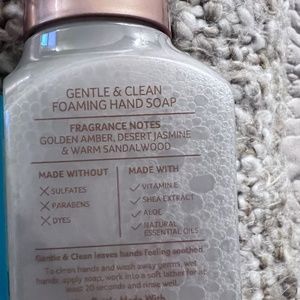 GENTLE & CLEAN
FOAMING HAND SOAP
FRAGRANCE NOTES
GOLDEN AMBER, DESERT JASMINE
& WARM SANDALWOOD
MADE WITHOUT
× SULFATES
× PARABENS
× DYES
MADE WITH
✓ VITAMIN E
✓ SHEA EXTRACT
✓ ALOE
✓ NATURAL
ESSENTIAL OILS
Gentle & Clean leaves hands feeling soothed.
To clean hands and wash away germs, wet
hands, apply soap, work into a soft lather for at
least 20 seconds and rinse well.
Made With